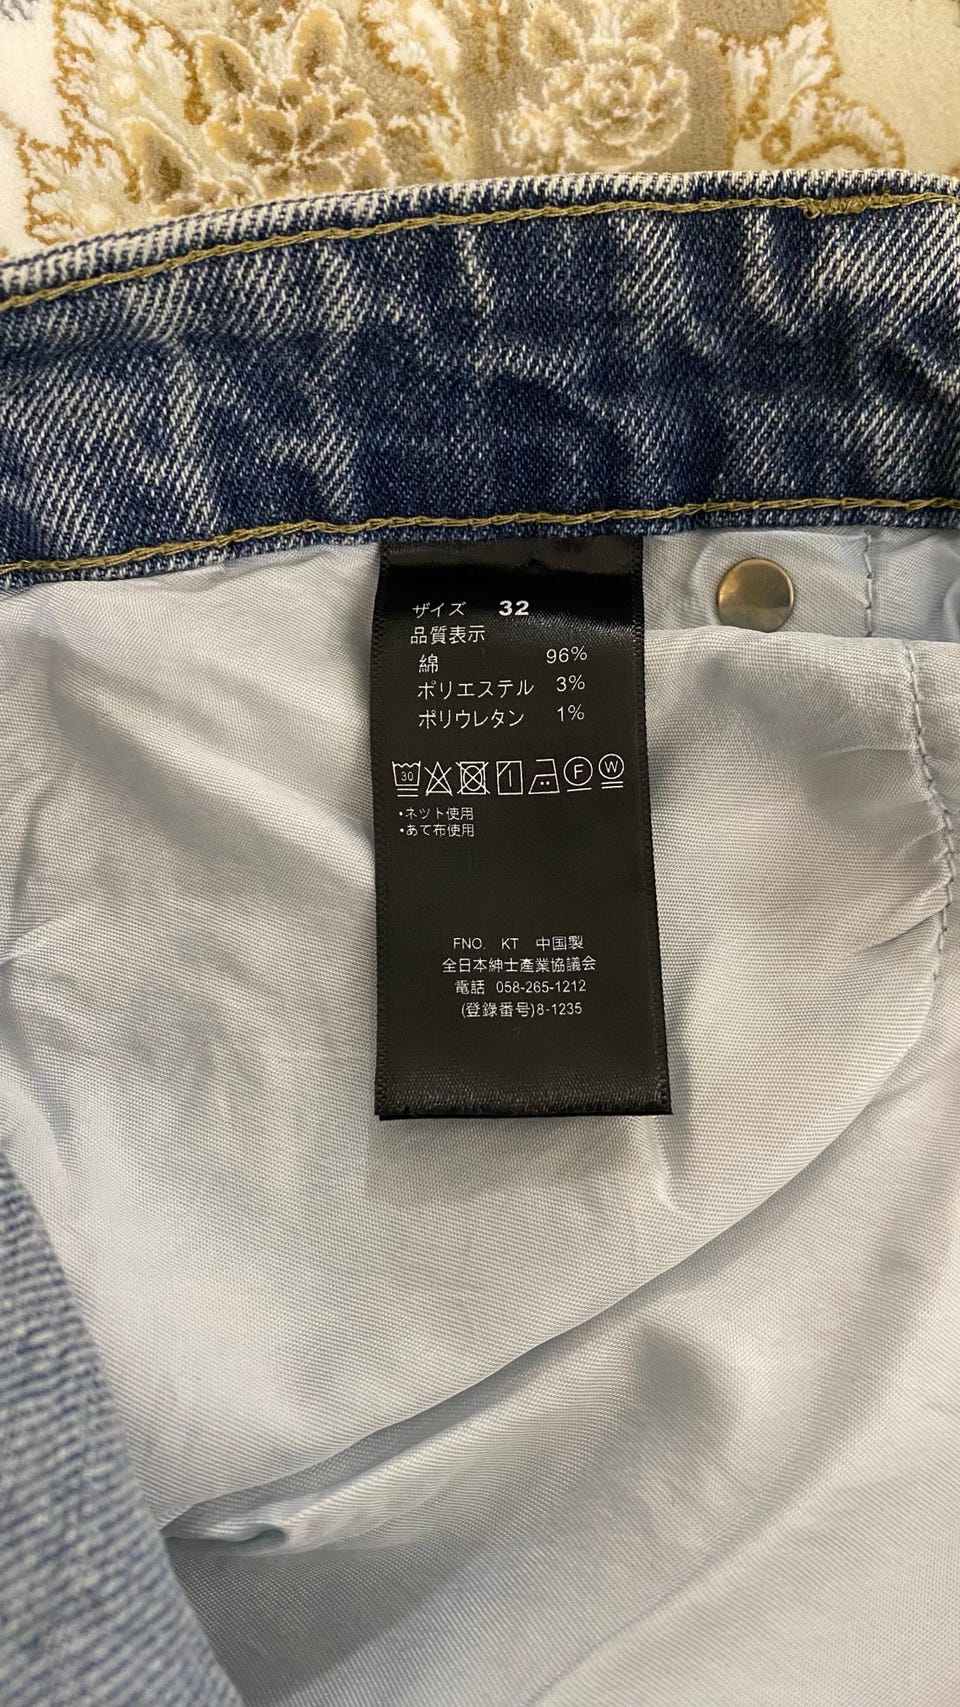 サイズ 32
品質表示
綿 96%
ポリエステル 3%
ポリウレタン 1%
30 F W
・ネット使用
・あて布使用
FNO. KT 中国製
全日本紳士產業協議会
電話 058-265-1212
(登錄番号)8-1235